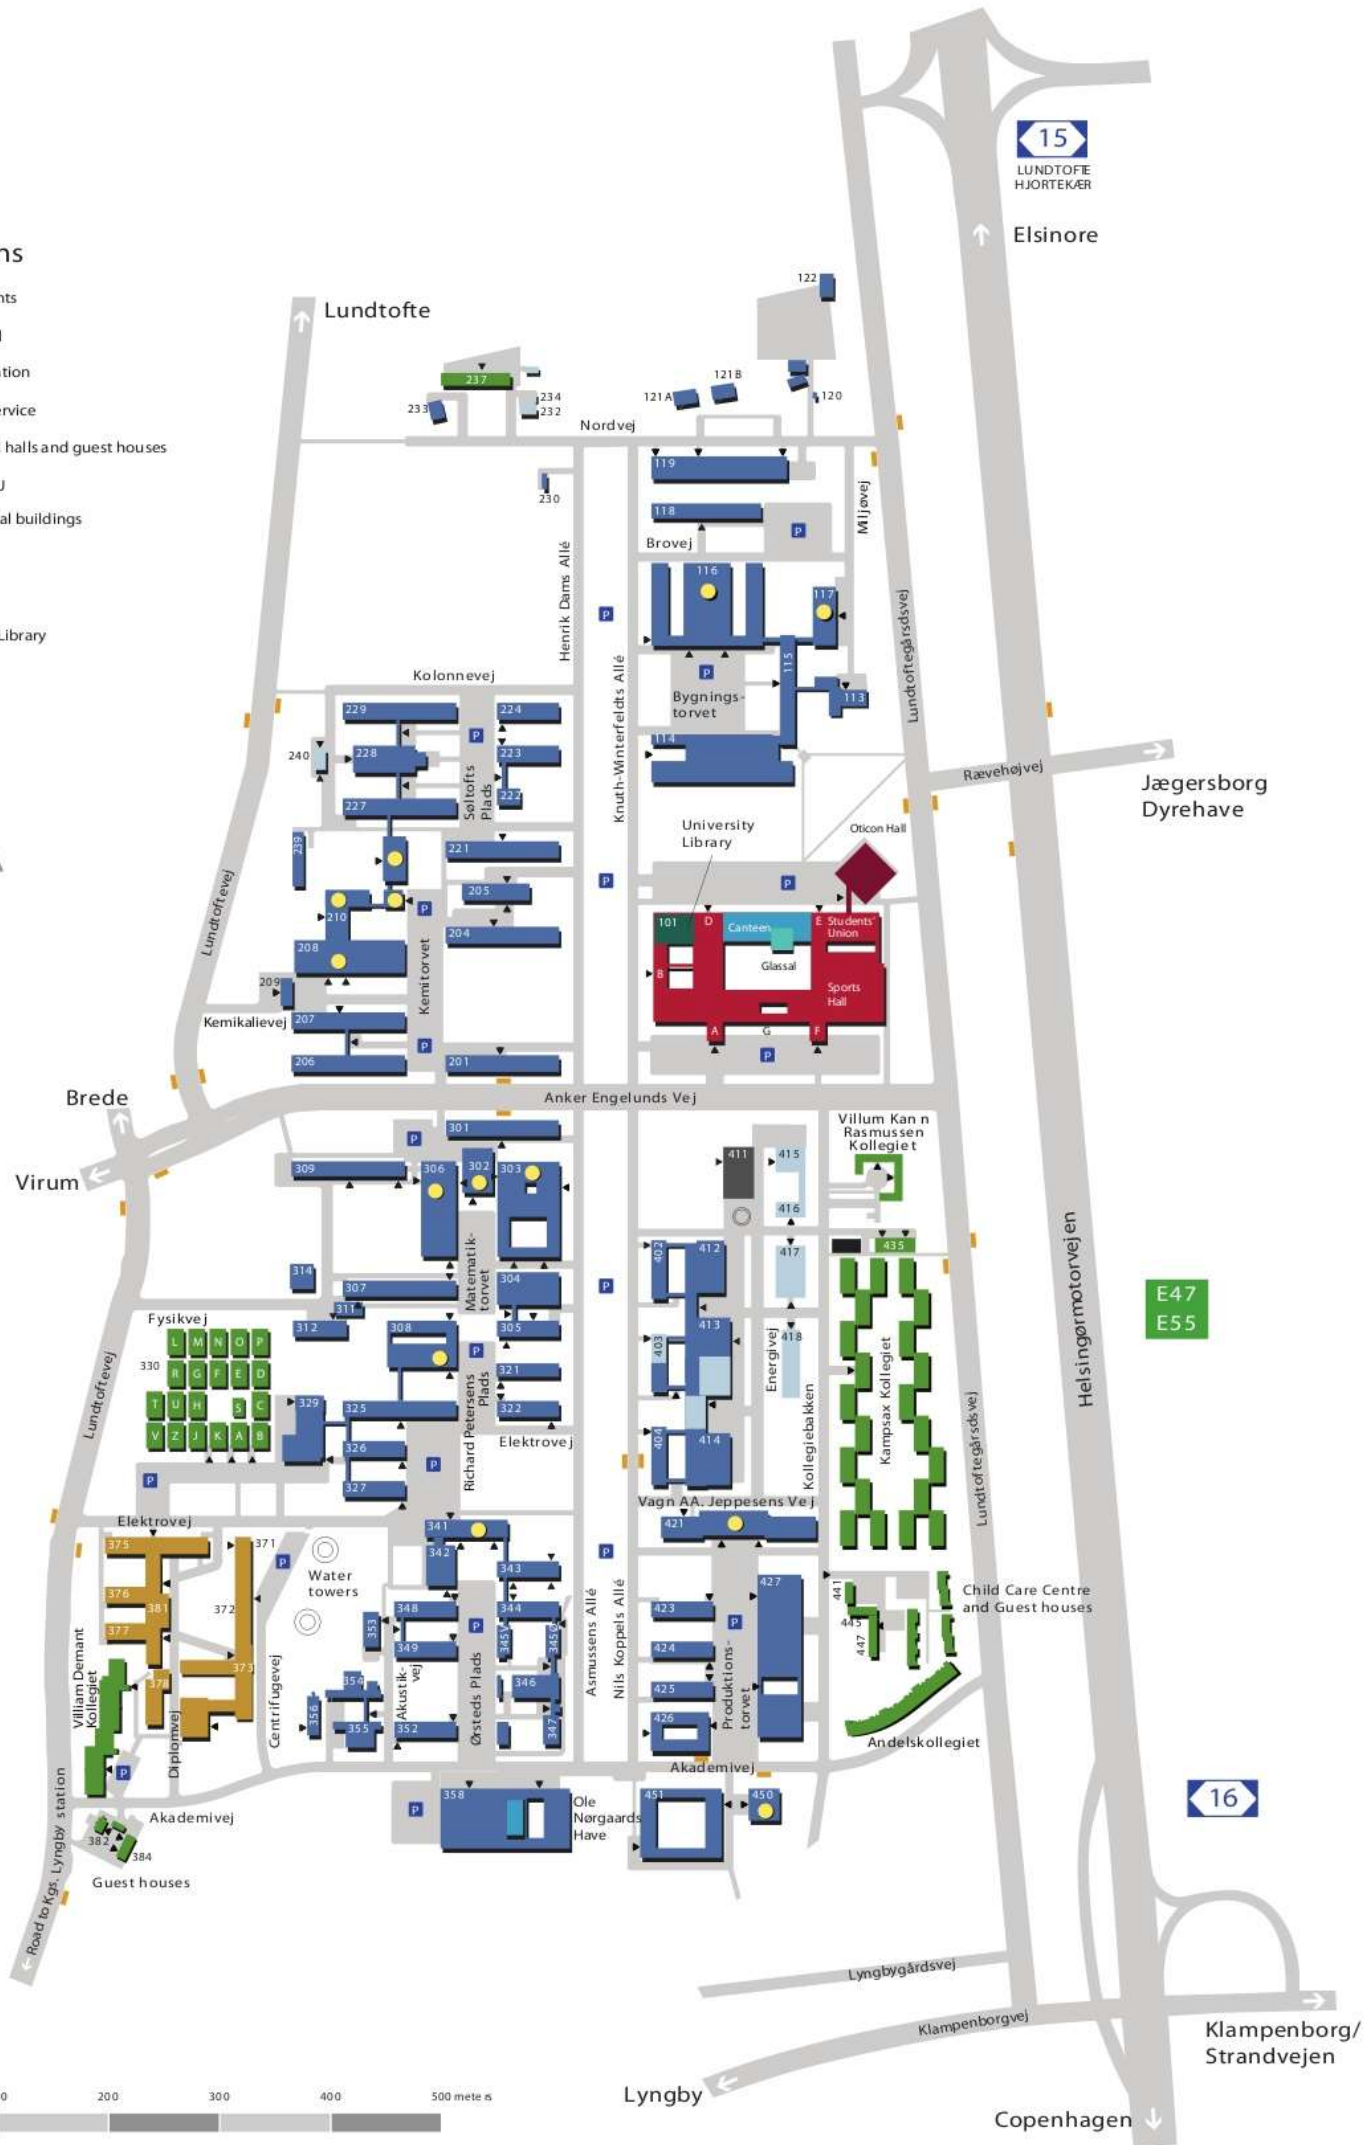 15
LUNDTOFTE
HJORTEKÆR
Elsinore
ns
nts
tion
ervice
halls and guest houses
al buildings
Library
Lundtofte
122
237
234
232
233
121A
121B
120
Nordvej
119
230
118
Brovej
P
Miljøvej
Henrik Dams Allé
116
117
P
115
P
Bygnings-
torvet
113
Lundtoftegårdsvej
Knuth-Winterfeldts Allé
Kolonnevej
229
224
P
240
228
223
114
227
222
Søltofts
Plads
Rævehøjvej
Jægersborg
Dyrehave
University
Library
Oticon Hall
239
221
P
P
205
210
P
204
208
Kemitorvet
Lundtoftevej
209
Kemikalievej
207
P
206
201
101
D
Canteen
E
Students'
Union
Glassal
B
Sports
Hall
A
G
F
P
Brede
Anker Engelunds Vej
Virum
P
301
309
306
302
303
411
415
416
Villum Kann
Rasmussen
Kollegiet
Matematik-
torvet
314
307
304
P
402
412
417
435
311
312
308
305
Fysikvej
330
L
M
N
O
P
R
G
F
E
D
T
U
H
S
C
V
Z
J
K
A
B
P
321
403
413
418
Energivej
Kollegiebakken
Kampsax Kollegiet
Helsingørmotorvejen
E47
E55
329
325
322
Richard Petersens
Plads
Elektrovej
326
P
327
404
414
Lundtoftevej
P
Vagn AA. Jeppesens Vej
Lundtoftegårdsvej
Elektrovej
375
371
P
Water
towers
341
421
342
343
P
376
381
372
377
348
344
353
349
345V
345Ø
P
Asmussens Allé
Nils Koppels Allé
423
P
427
424
425
426
Produktions-
torvet
441
445
447
Child Care Centre
and Guest houses
Andelskollegiet
Villiam Demant
Kollegiet
373
378
Diplomvej
Centrifugevej
354
356
355
Akustik-
vej
352
Ørsteds Plads
346
347
Akademivej
P
Akademivej
P
358
Ole
Nørgaards
Have
451
450
382
384
Guest houses
Road to Kgs. Lyngby station
16
Lyngbygårdsvej
Klampenborgvej
Klampenborg/
Strandvejen
Lyngby
Copenhagen
0
200
300
400
500 meters